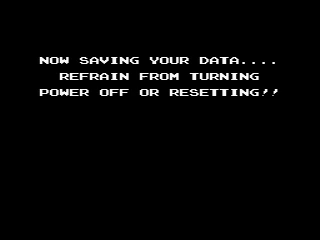 NOW SAVING YOUR DATA....
REFRAIN FROM TURNING
POWER OFF OR RESETTING!!